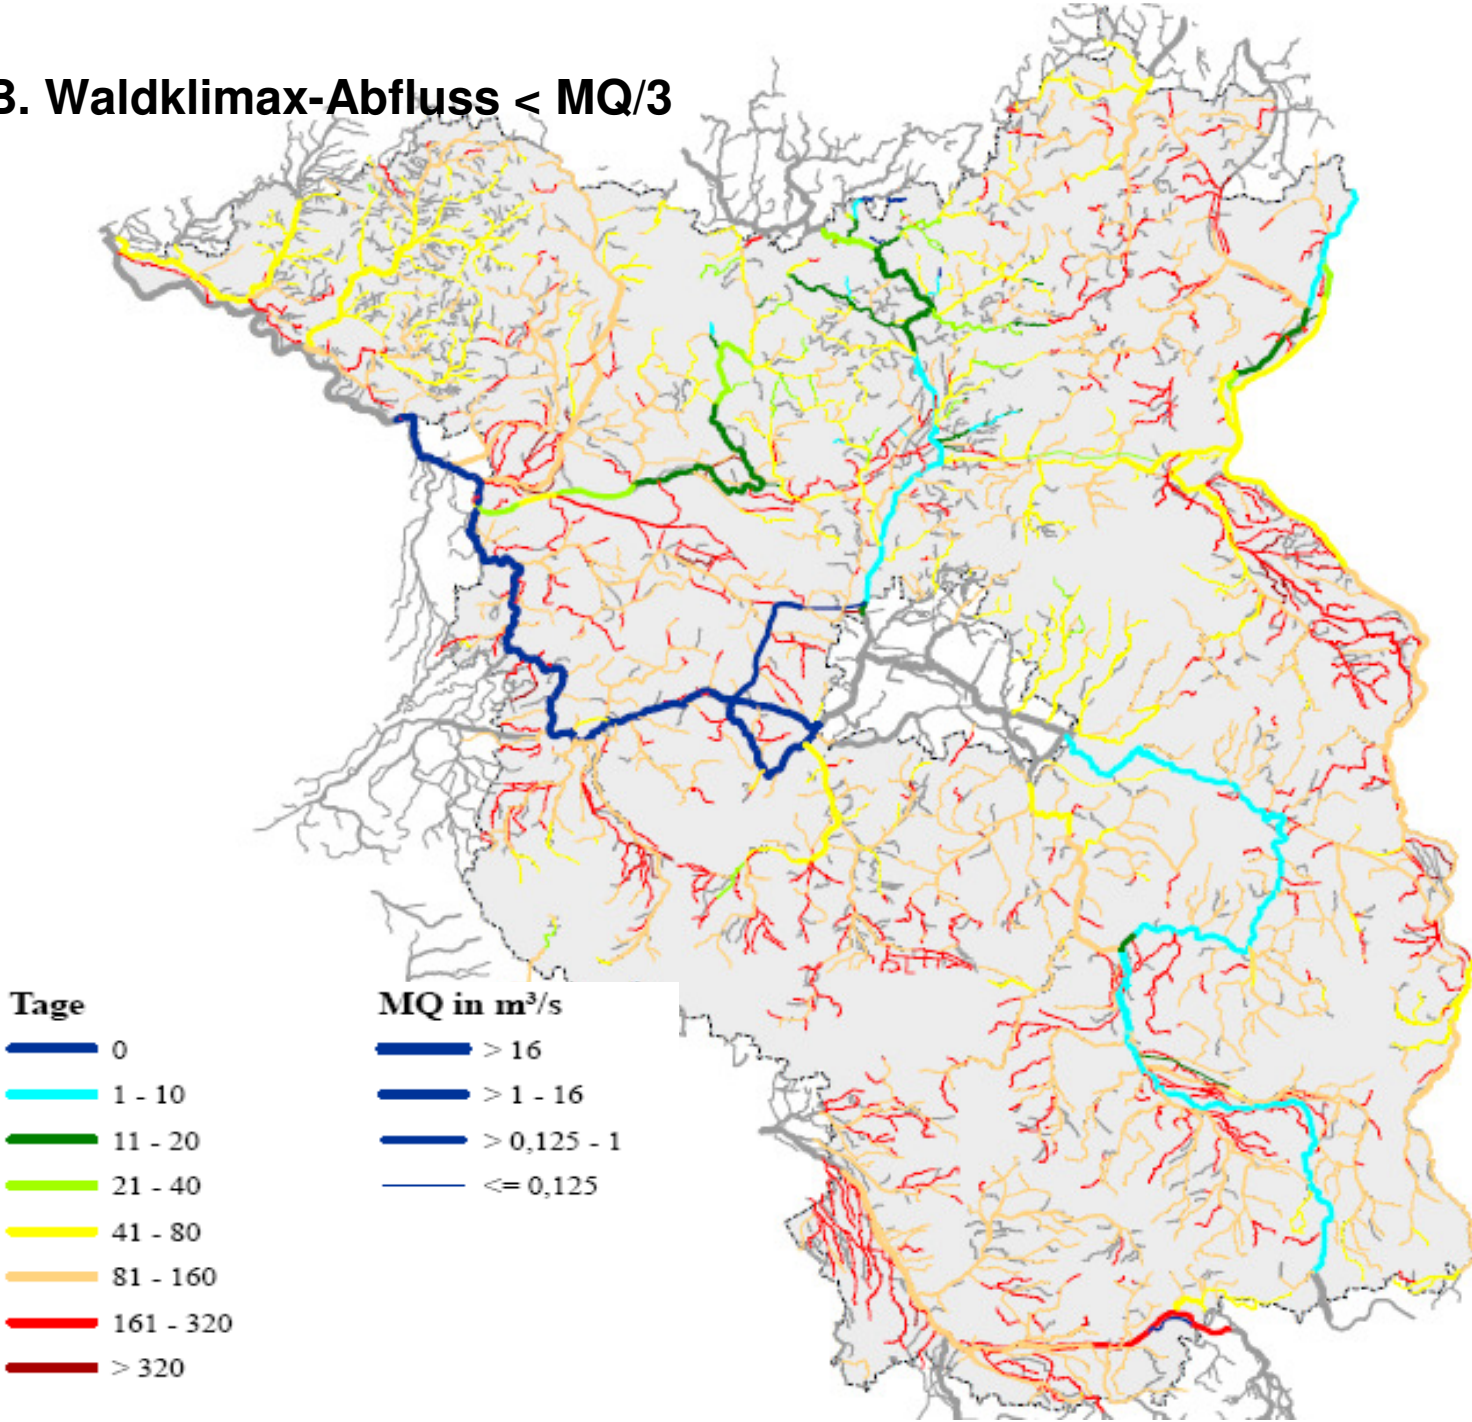 3. Waldklimax-Abfluss < MQ/3
Tage
0
1 - 10
11 - 20
21 - 40
41 - 80
81 - 160
161 - 320
> 320
MQ in m³/s
> 16
> 1 - 16
> 0,125 - 1
<= 0,125